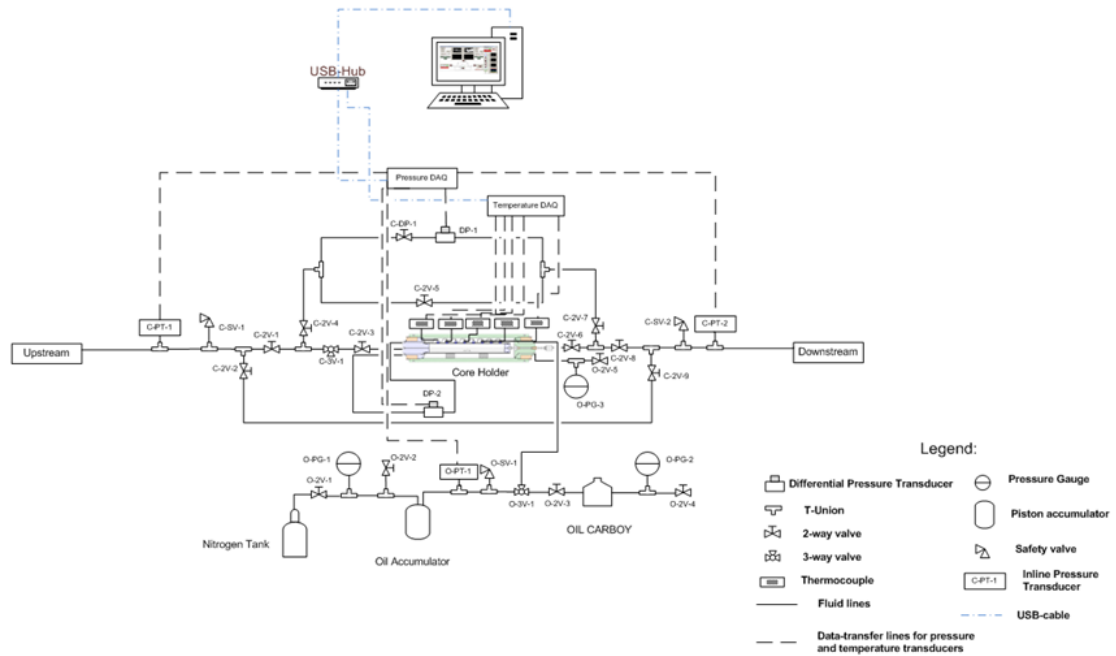 USB-Hub
Pressure DAQ
Temperature DAQ
C-DP-1
DP-1
C-2V-5
C-PT-1
C-SV-1
C-2V-1
C-2V-4
C-2V-3
C-3V-1
C-2V-2
C-2V-7
C-2V-6
C-SV-2
C-PT-2
C-2V-8
O-2V-5
C-2V-9
Upstream
Downstream
Core Holder
O-PG-3
DP-2
O-PG-1
O-2V-2
O-2V-1
O-PT-1
O-SV-1
O-PG-2
O-3V-1
O-2V-3
O-2V-4
Nitrogen Tank
Oil Accumulator
OIL CARBOY
Legend:
Differential Pressure Transducer
T-Union
2-way valve
3-way valve
Thermocouple
Fluid lines
Data-transfer lines for pressure
and temperature transducers
Pressure Gauge
Piston accumulator
Safety valve
C-PT-1
Inline Pressure
Transducer
USB-cable